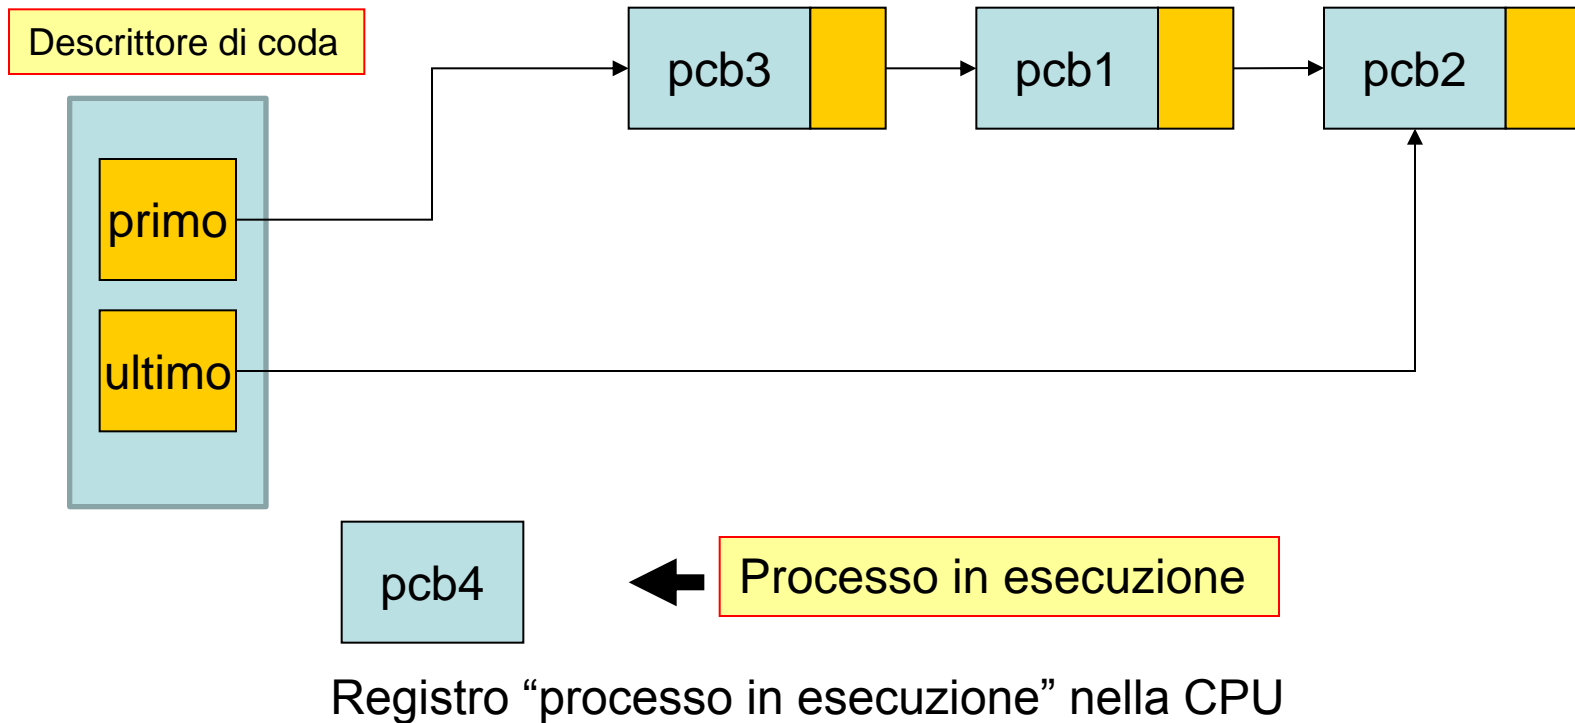 Descrittore di coda
pcb3
pcb1
pcb2
primo
ultimo
pcb4
Processo in esecuzione
Registro “processo in esecuzione” nella CPU